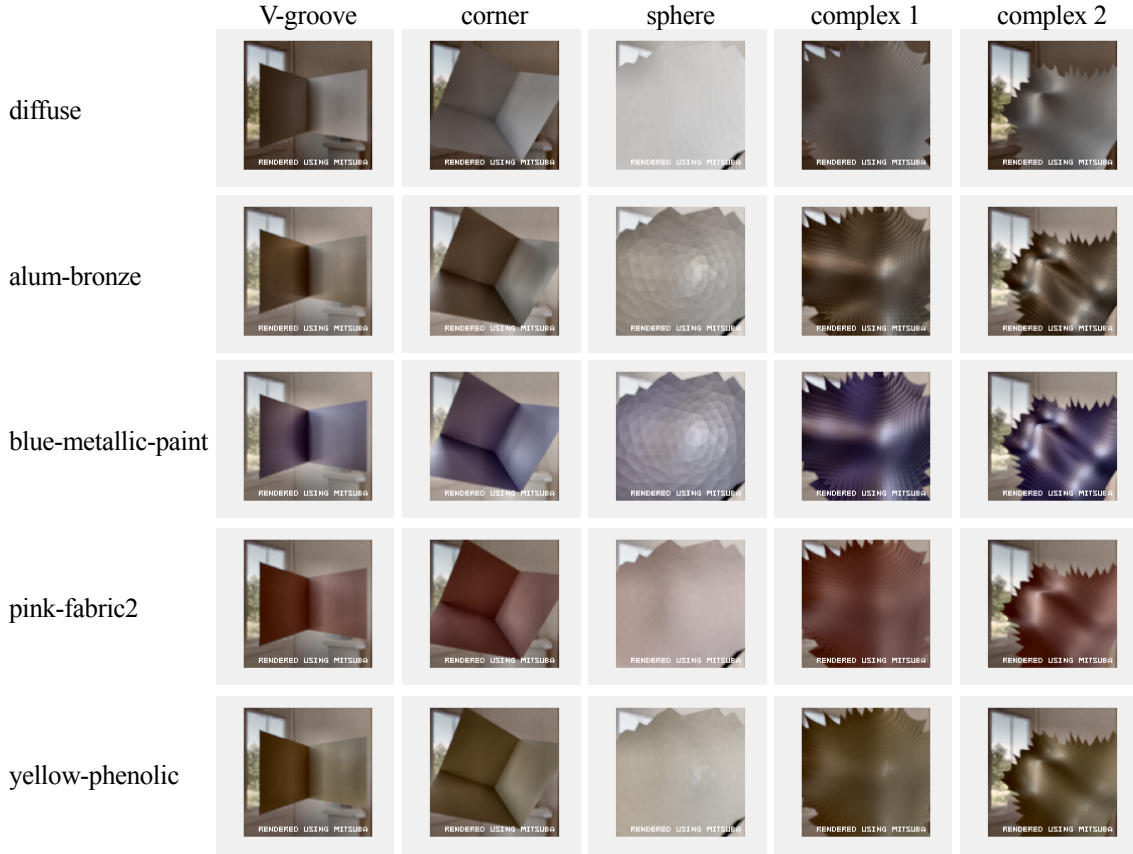 V-groove corner sphere complex 1 complex 2
diffuse
RENDERED USING MITSUBA RENDERED USING MITSUBA RENDERED USING MITSUBA RENDERED USING MITSUBA RENDERED USING MITSUBA
alum-bronze
RENDERED USING MITSUBA RENDERED USING MITSUBA RENDERED USING MITSUBA RENDERED USING MITSUBA RENDERED USING MITSUBA
blue-metallic-paint
RENDERED USING MITSUBA RENDERED USING MITSUBA RENDERED USING MITSUBA RENDERED USING MITSUBA RENDERED USING MITSUBA
pink-fabric2
RENDERED USING MITSUBA RENDERED USING MITSUBA RENDERED USING MITSUBA RENDERED USING MITSUBA RENDERED USING MITSUBA
yellow-phenolic
RENDERED USING MITSUBA RENDERED USING MITSUBA RENDERED USING MITSUBA RENDERED USING MITSUBA RENDERED USING MITSUBA